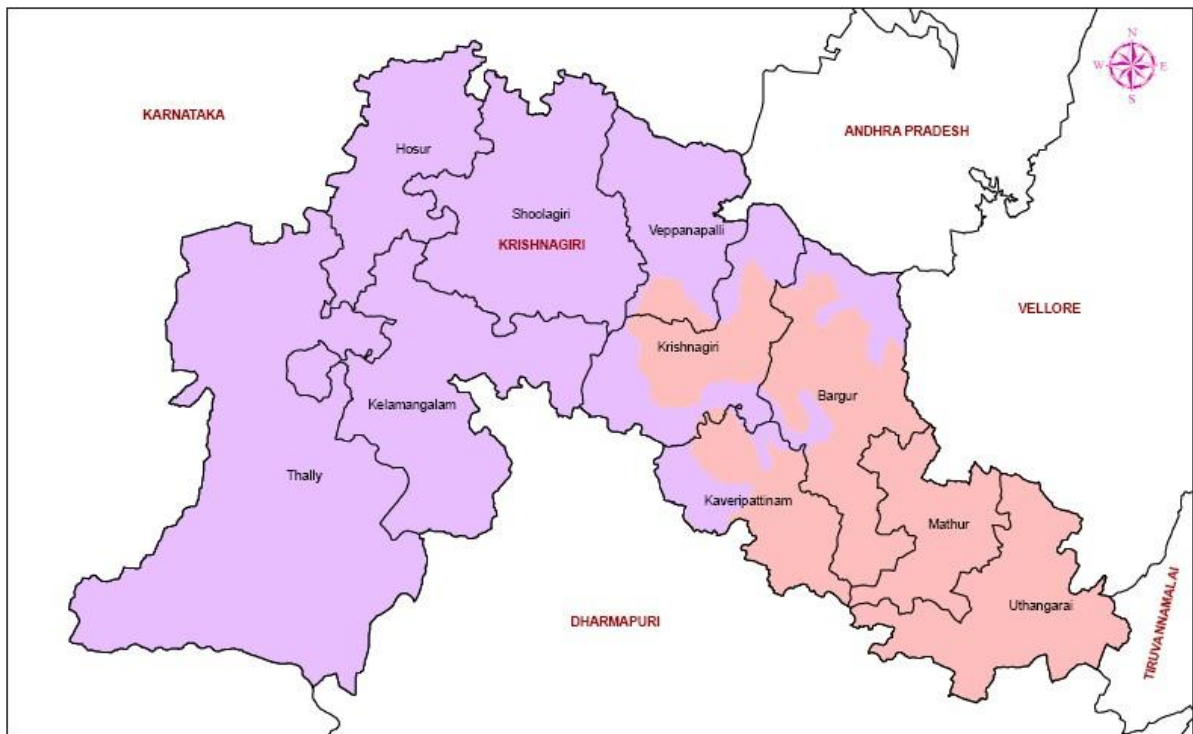 N
W E
S
KARNATAKA
ANDHRA PRADESH
Hosur
Shoolagiri
Veppanapalli
KRISHNAGIRI
VELLORE
Krishnagiri
Bargur
Kelamangalam
Thally
Kaveripattinam
Mathur
Uthangarai
DHARMAPURI
TIRUVANNAMALAI